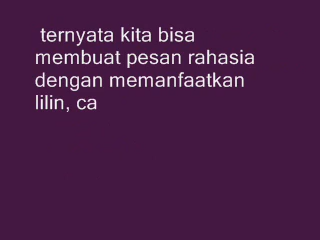 ternyata kita bisa
membuat pesan rahasia
dengan memanfaatkan
lilin, ca